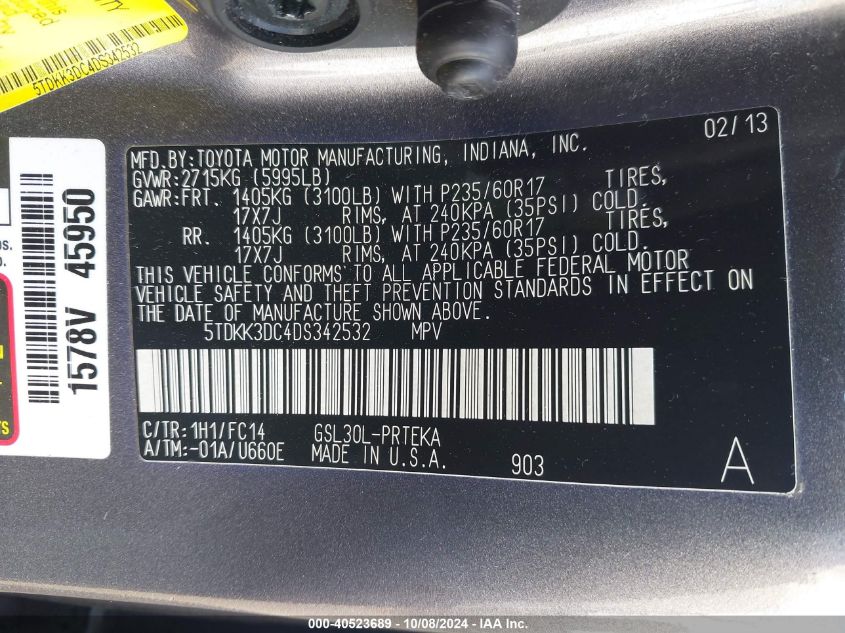 5TDKK3DC4DS342532
1578V 45950
02/13
MFD.BY:TOYOTA MOTOR MANUFACTURING, INDIANA, INC.
GVWR:2715KG (5995LB)
GAWR:FRT. 1405KG (3100LB) WITH P235/60R17 TIRES,
17X7J RIMS, AT 240KPA (35PSI) COLD.
RR. 1405KG (3100LB) WITH P235/60R17 TIRES,
17X7J RIMS, AT 240KPA (35PSI) COLD.
THIS VEHICLE CONFORMS TO ALL APPLICABLE FEDERAL MOTOR
VEHICLE SAFETY AND THEFT PREVENTION STANDARDS IN EFFECT ON
THE DATE OF MANUFACTURE SHOWN ABOVE.
5TDKK3DC4DS342532 MPV
C/TR:1H1/FC14 GSL30L-PRTEKA
A/TM:-01A/U660E MADE IN U.S.A. 903 A
000-40523689 - 10/08/2024 - IAA Inc.